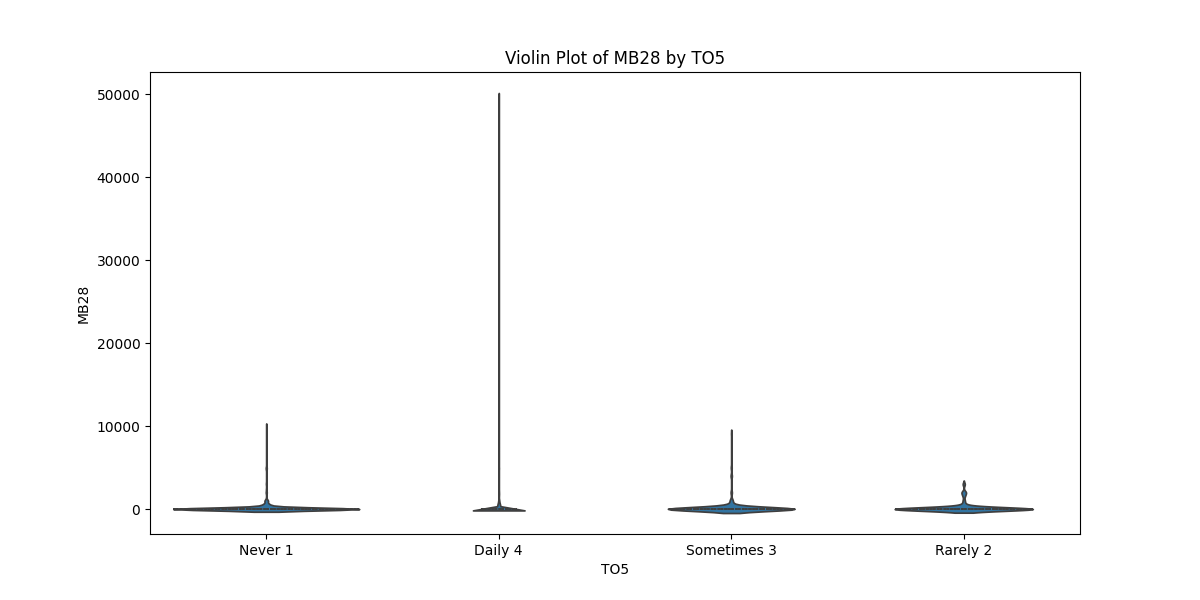 Violin Plot of MB28 by TO5
50000
40000
30000
20000
10000
0
MB28
Never 1
Daily 4
Sometimes 3
Rarely 2
TO5